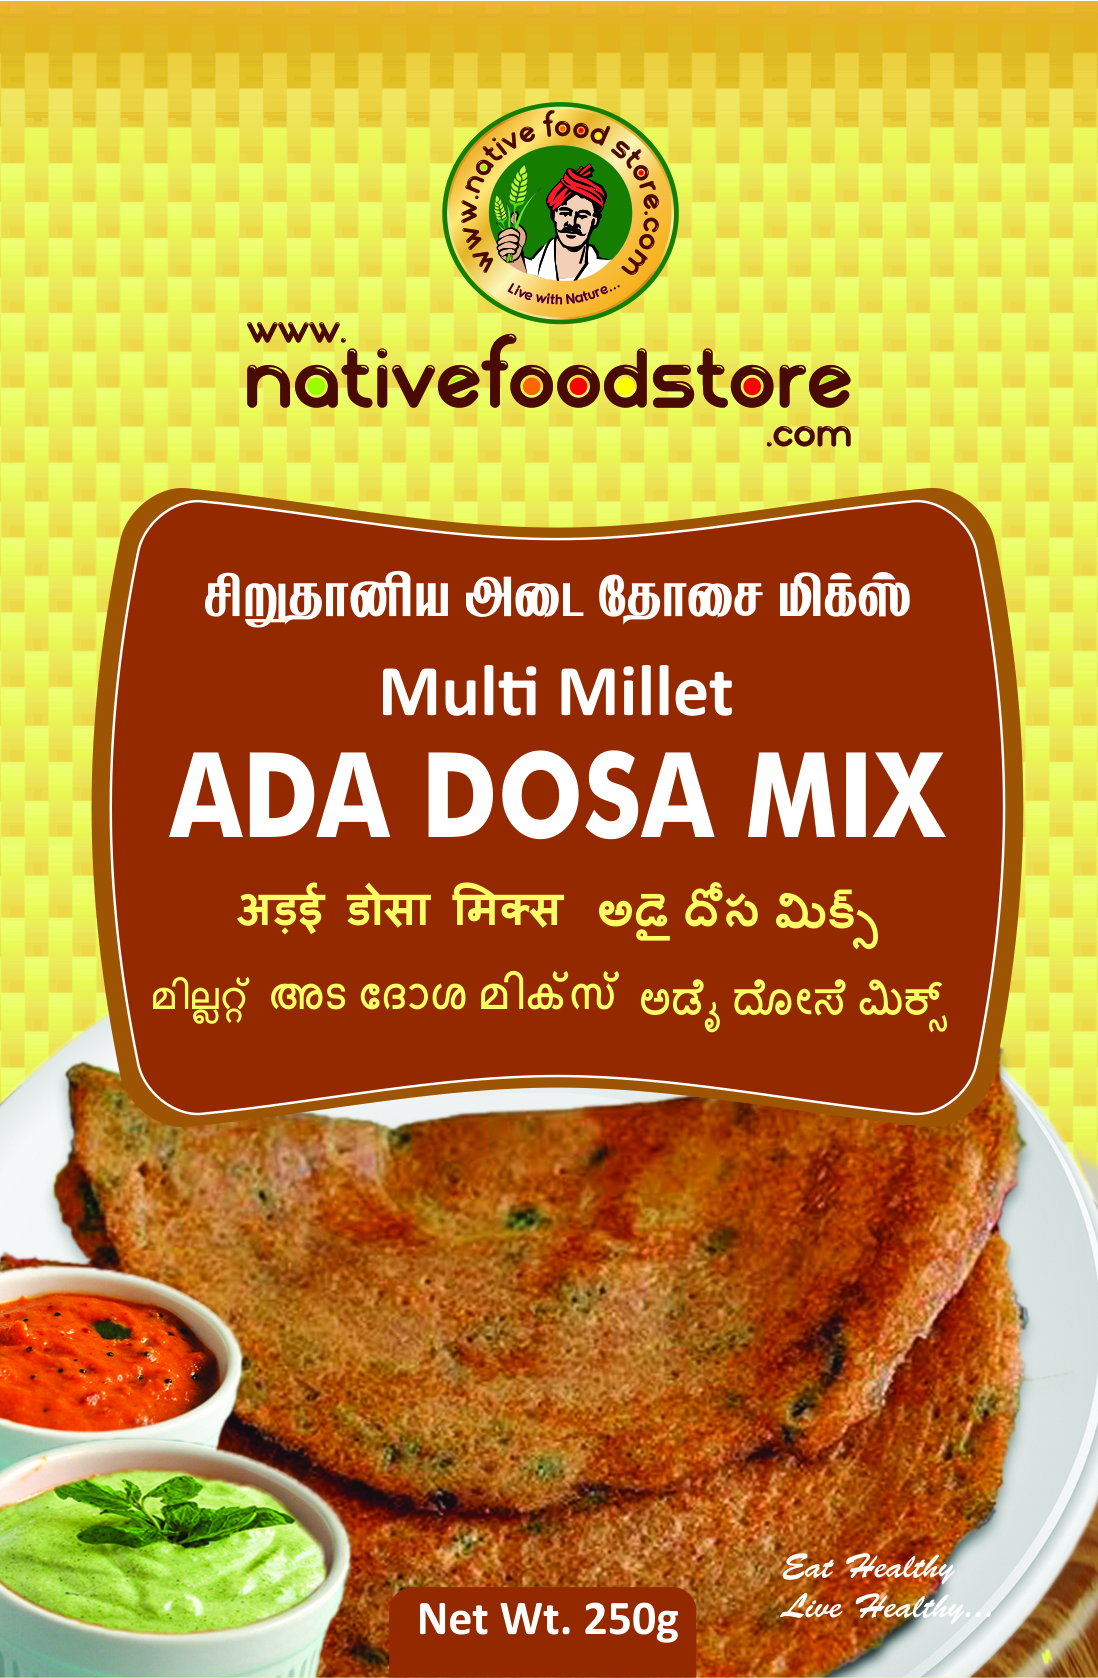 www.native food store.com
Live with Nature...
www.
nativefoodstore
.com
சிறுதானிய அடை தோசை மிக்ஸ்
Multi Millet
ADA DOSA MIX
अड़ई डोसा मिक्स అడై దోస మిక్స్
മില്ലറ്റ് അട ദോശ മിക്സ് ಅಡೈ ದೋಸೆ ಮಿಕ್ಸ್
Eat Healthy
Live Healthy...
Net Wt. 250g